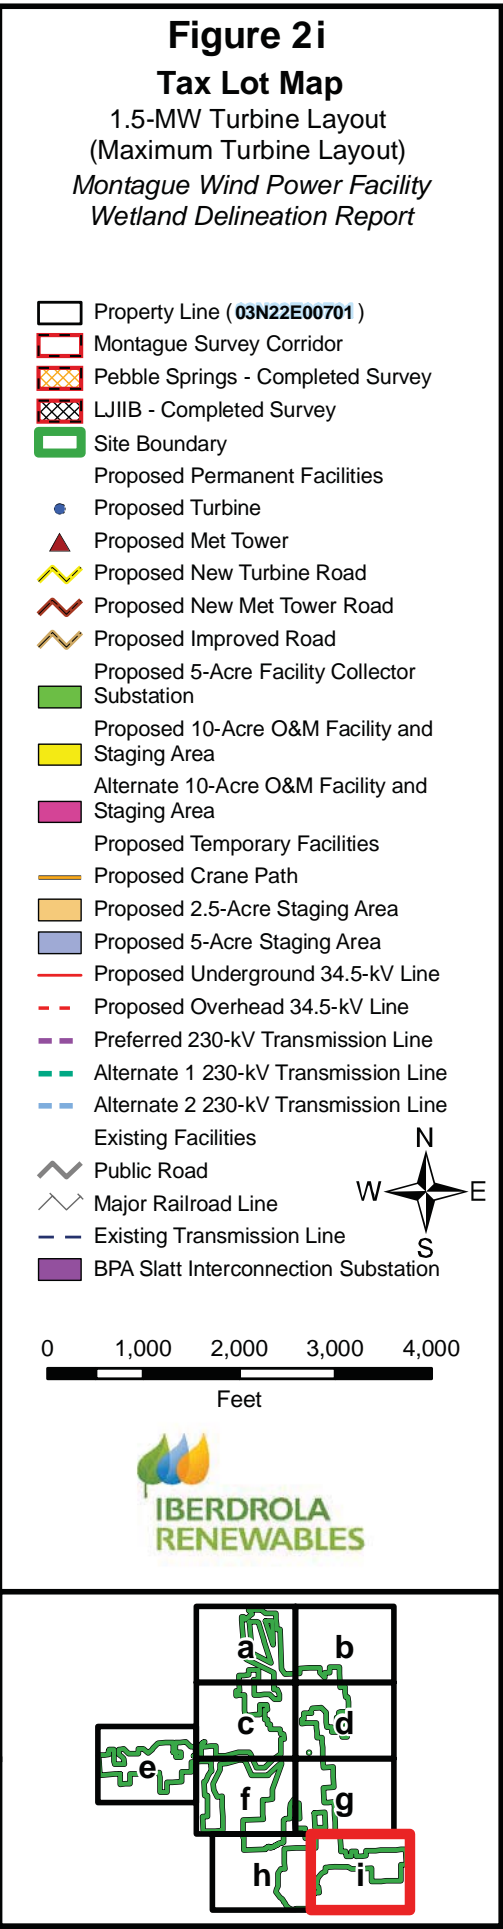 Figure 2i
Tax Lot Map
1.5-MW Turbine Layout
(Maximum Turbine Layout)
Montague Wind Power Facility
Wetland Delineation Report
Property Line (03N22E00701)
Montague Survey Corridor
Pebble Springs - Completed Survey
LJIIB - Completed Survey
Site Boundary
Proposed Permanent Facilities
Proposed Turbine
Proposed Met Tower
Proposed New Turbine Road
Proposed New Met Tower Road
Proposed Improved Road
Proposed 5-Acre Facility Collector
Substation
Proposed 10-Acre O&M Facility and
Staging Area
Alternate 10-Acre O&M Facility and
Staging Area
Proposed Temporary Facilities
Proposed Crane Path
Proposed 2.5-Acre Staging Area
Proposed 5-Acre Staging Area
Proposed Underground 34.5-kV Line
Proposed Overhead 34.5-kV Line
Preferred 230-kV Transmission Line
Alternate 1 230-kV Transmission Line
Alternate 2 230-kV Transmission Line
Existing Facilities
Public Road
Major Railroad Line
Existing Transmission Line
BPA Slatt Interconnection Substation
N
W E
S
0 1,000 2,000 3,000 4,000
Feet
IBERDROLA
RENEWABLES
a b
c d
e f g
h i